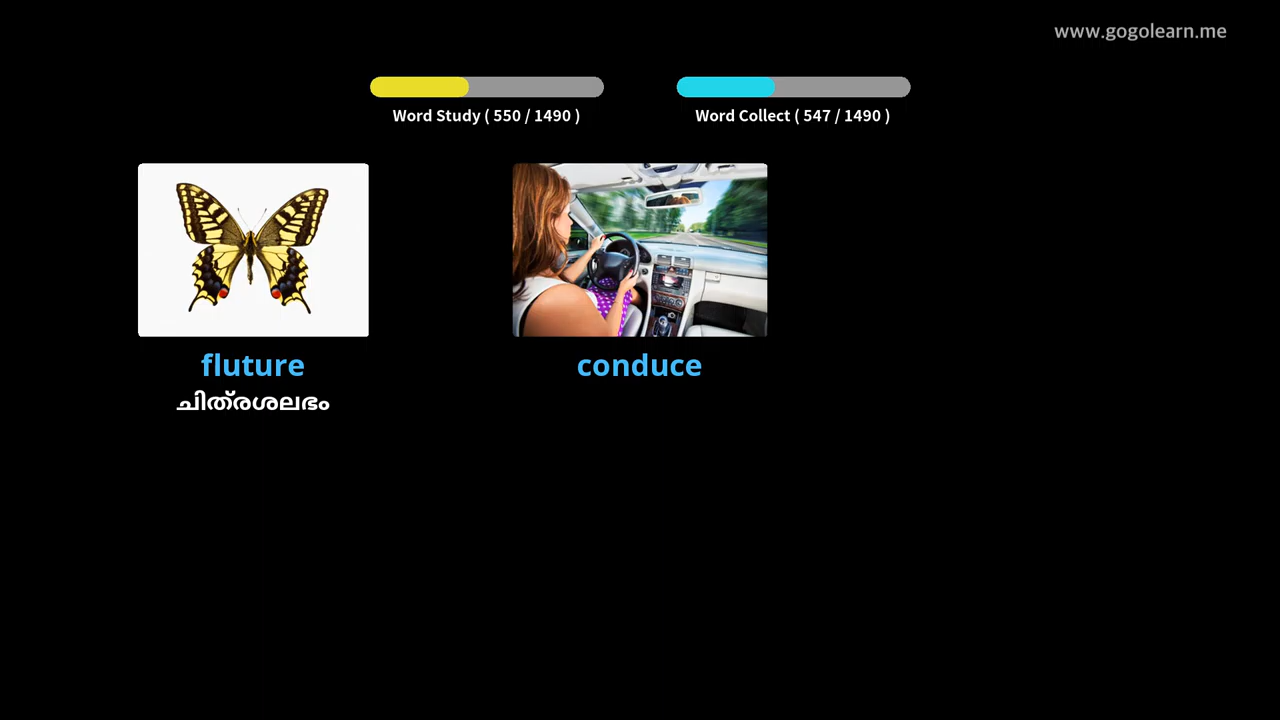 www.gogolearn.me
Word Study ( 550 / 1490 )
Word Collect ( 547 / 1490 )
fluture
conduce
ചിത്രശലഭം